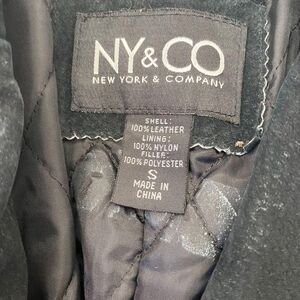 NY&CO
NEW YORK & COMPANY
SHELL:
100% LEATHER
LINING:
100% NYLON
FILLER:
100% POLYESTER
S
MADE IN
CHINA